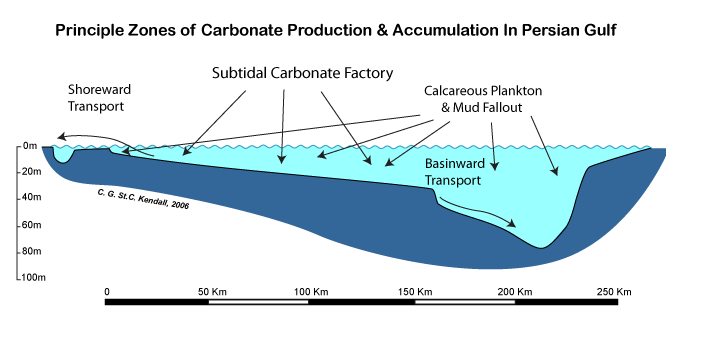 Principle Zones of Carbonate Production & Accumulation In Persian Gulf
Subtidal Carbonate Factory
Shoreward
Transport
Calcareous Plankton
& Mud Fallout
0m
20m
40m
60m
80m
100m
Basinward
Transport
C. G. St.C. Kendall, 2006
0
50 Km
100 Km
150 Km
200 Km
250 Km